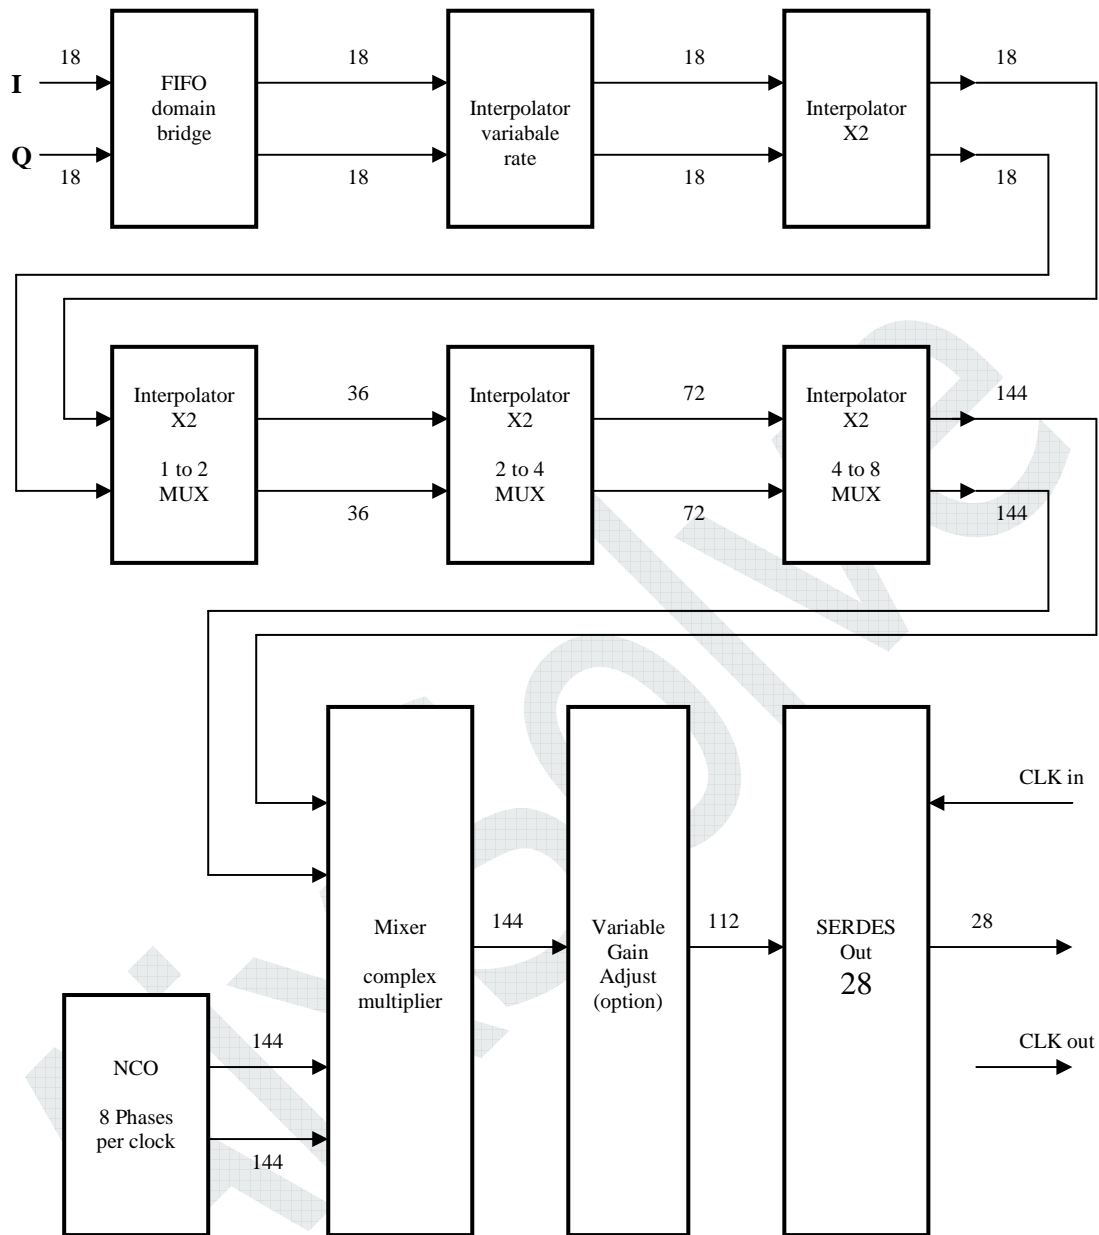 18
18
18
18
I
FIFO
domain
bridge
Interpolator
variabale
rate
Interpolator
X2
Q
18
18
18
18
Interpolator
X2
1 to 2
MUX
36
36
Interpolator
X2
2 to 4
MUX
72
72
Interpolator
X2
4 to 8
MUX
144
144
CLK in
Mixer
complex
multiplier
144
Variable
Gain
Adjust
(option)
112
SERDES
Out
28
28
CLK out
NCO
8 Phases
per clock
144
144